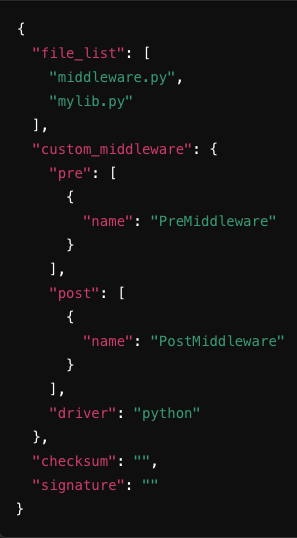 {
  "file_list": [
    "middleware.py",
    "mylib.py"
  ],
  "custom_middleware": {
    "pre": [
      {
        "name": "PreMiddleware"
      }
    ],
    "post": [
      {
        "name": "PostMiddleware"
      }
    ],
    "driver": "python"
  },
  "checksum": "",
  "signature": ""
}